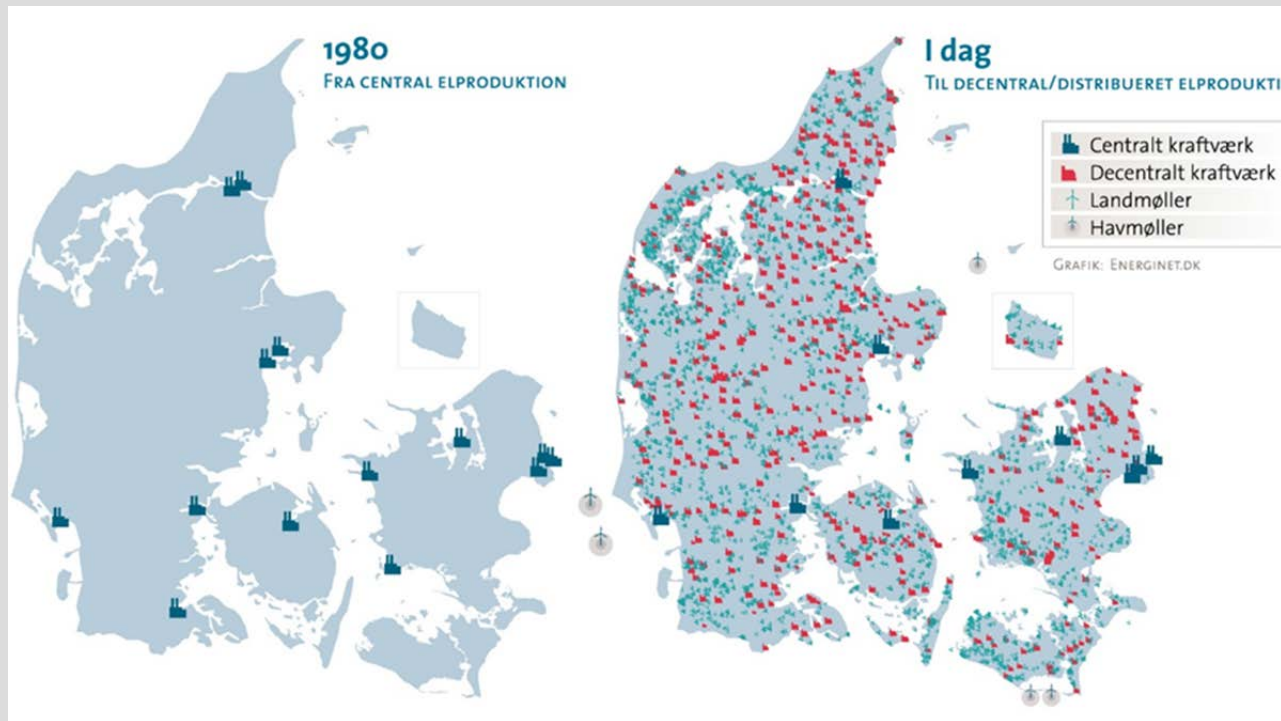 1980
FRA CENTRAL ELPRODUKTION
I dag
TIL DECENTRAL/DISTRIBUERET ELPRODUKTI
Centralt kraftværk
Decentralt kraftværk
Landmøller
Havmøller
GRAFIK: ENERGINET.DK